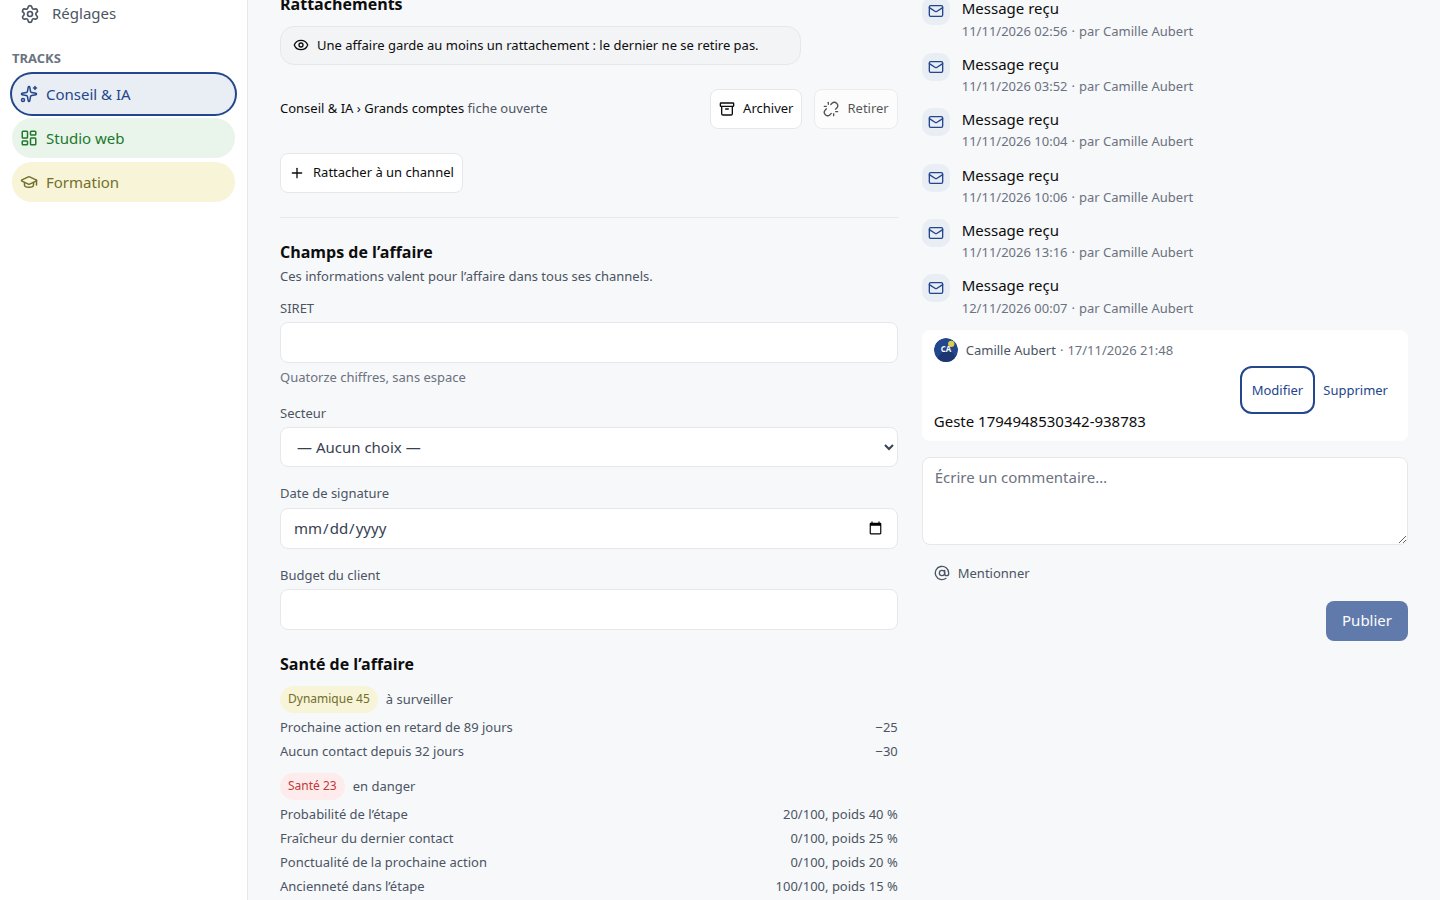 Réglages
TRACKS
Conseil & IA
Studio web
Formation
Rattachements
Une affaire garde au moins un rattachement : le dernier ne se retire pas.
Conseil & IA › Grands comptes fiche ouverte
Archiver
Retirer
Rattacher à un channel
Champs de l’affaire
Ces informations valent pour l’affaire dans tous ses channels.
SIRET
Quatorze chiffres, sans espace
Secteur
— Aucun choix —
Date de signature
mm/dd/yyyy
Budget du client
Santé de l’affaire
Dynamique 45 à surveiller
Prochaine action en retard de 89 jours −25
Aucun contact depuis 32 jours −30
Santé 23 en danger
Probabilité de l’étape 20/100, poids 40 %
Fraîcheur du dernier contact 0/100, poids 25 %
Ponctualité de la prochaine action 0/100, poids 20 %
Ancienneté dans l’étape 100/100, poids 15 %
Message reçu
11/11/2026 02:56 · par Camille Aubert
Message reçu
11/11/2026 03:52 · par Camille Aubert
Message reçu
11/11/2026 10:04 · par Camille Aubert
Message reçu
11/11/2026 10:06 · par Camille Aubert
Message reçu
11/11/2026 13:16 · par Camille Aubert
Message reçu
12/11/2026 00:07 · par Camille Aubert
CA Camille Aubert · 17/11/2026 21:48
Modifier Supprimer
Geste 1794948530342-938783
Écrire un commentaire…
Mentionner
Publier